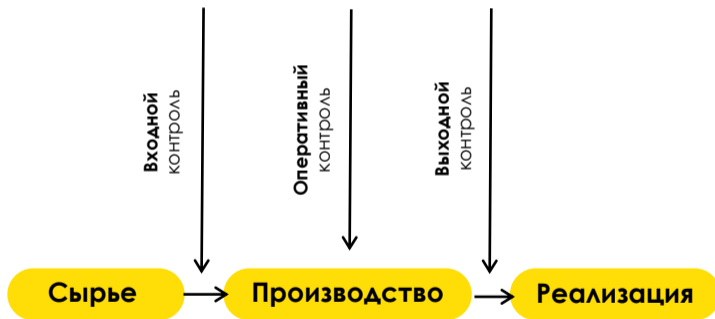 Входной
контроль
Оперативный
контроль
Выходной
контроль
Сырье
Производство
Реализация